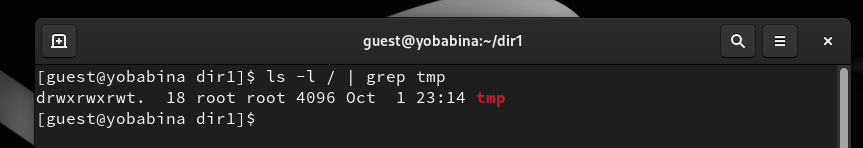 guest@yobabina:~/dir1
[guest@yobabina dir1]$ ls -l / | grep tmp
drwxrwxrwt.  18 root root 4096 Oct  1 23:14 tmp
[guest@yobabina dir1]$